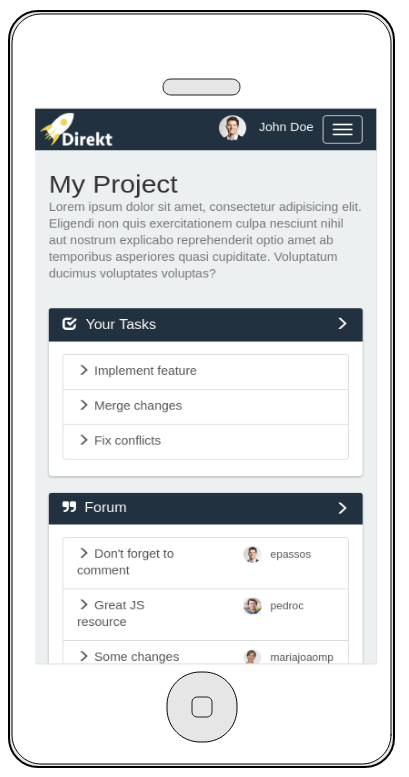 Direkt
John Doe
My Project
Lorem ipsum dolor sit amet, consectetur adipisicing elit.
Eligendi non quis exercitationem culpa nesciunt nihil
aut nostrum explicabo reprehenderit optio amet ab
temporibus asperiores quasi cupiditate. Voluptatum
ducimus voluptates voluptas?
Your Tasks
Implement feature
Merge changes
Fix conflicts
Forum
Don't forget to
comment
epassos
Great JS
resource
pedroc
Some changes
mariajoaomp